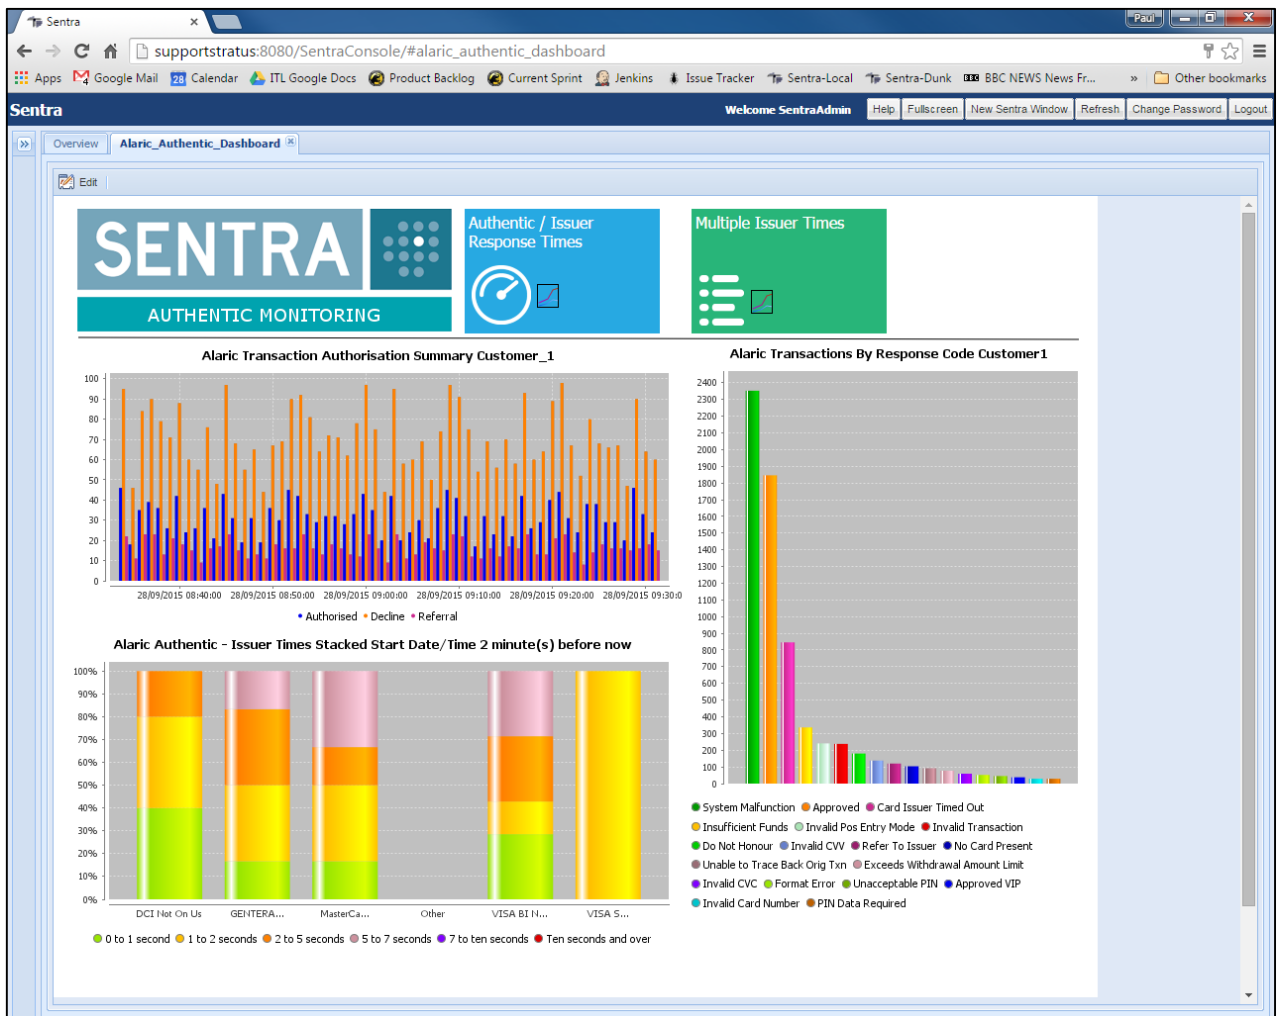 Sentra
Paul
supportstratus:8080/SentraConsole/#alaric_authentic_dashboard
Apps Google Mail 28 Calendar ITL Google Docs Product Backlog Current Sprint Jenkins Issue Tracker Sentra-Local Sentra-Dunk BBC BBC NEWS News Fr... » Other bookmarks
Sentra Welcome SentraAdmin Help Fullscreen New Sentra Window Refresh Change Password Logout
Overview Alaric_Authentic_Dashboard
Edit
SENTRA
AUTHENTIC MONITORING
Authentic / Issuer
Response Times
Multiple Issuer Times
Alaric Transaction Authorisation Summary Customer_1
100
90
80
70
60
50
40
30
20
10
0
28/09/2015 08:40:00 28/09/2015 08:50:00 28/09/2015 09:00:00 28/09/2015 09:10:00 28/09/2015 09:20:00 28/09/2015 09:30:0
Authorised Decline Referral
Alaric Authentic - Issuer Times Stacked Start Date/Time 2 minute(s) before now
100%
90%
80%
70%
60%
50%
40%
30%
20%
10%
0%
DCI Not On Us GENTERA... MasterCa... Other VISA BI N... VISA S...
0 to 1 second 1 to 2 seconds 2 to 5 seconds 5 to 7 seconds 7 to ten seconds Ten seconds and over
Alaric Transactions By Response Code Customer1
2400
2300
2200
2100
2000
1900
1800
1700
1600
1500
1400
1300
1200
1100
1000
900
800
700
600
500
400
300
200
100
0
System Malfunction Approved Card Issuer Timed Out
Insufficient Funds Invalid Pos Entry Mode Invalid Transaction
Do Not Honour Invalid CVV Refer To Issuer No Card Present
Unable to Trace Back Orig Txn Exceeds Withdrawal Amount Limit
Invalid CVC Format Error Unacceptable PIN Approved VIP
Invalid Card Number PIN Data Required